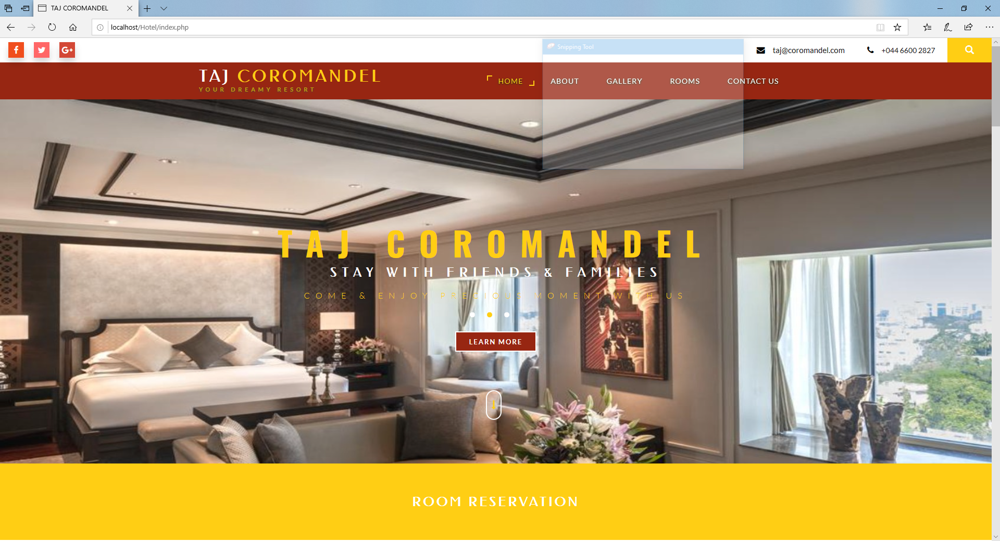 TAJ COROMANDEL
localhost/Hotel/index.php
Snipping Tool
taj@coromandel.com
+044 6600 2827
TAJ COROMANDEL
YOUR DREAMY RESORT
HOME
ABOUT
GALLERY
ROOMS
CONTACT US
TAJ COROMANDEL
STAY WITH FRIENDS & FAMILIES
COME & ENJOY PRECIOUS MOMENT WITH US
LEARN MORE
ROOM RESERVATION